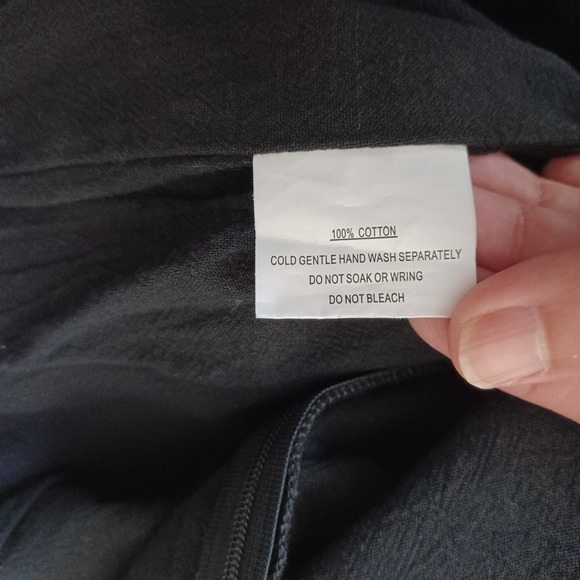 100% COTTON
COLD GENTLE HAND WASH SEPARATELY
DO NOT SOAK OR WRING
DO NOT BLEACH